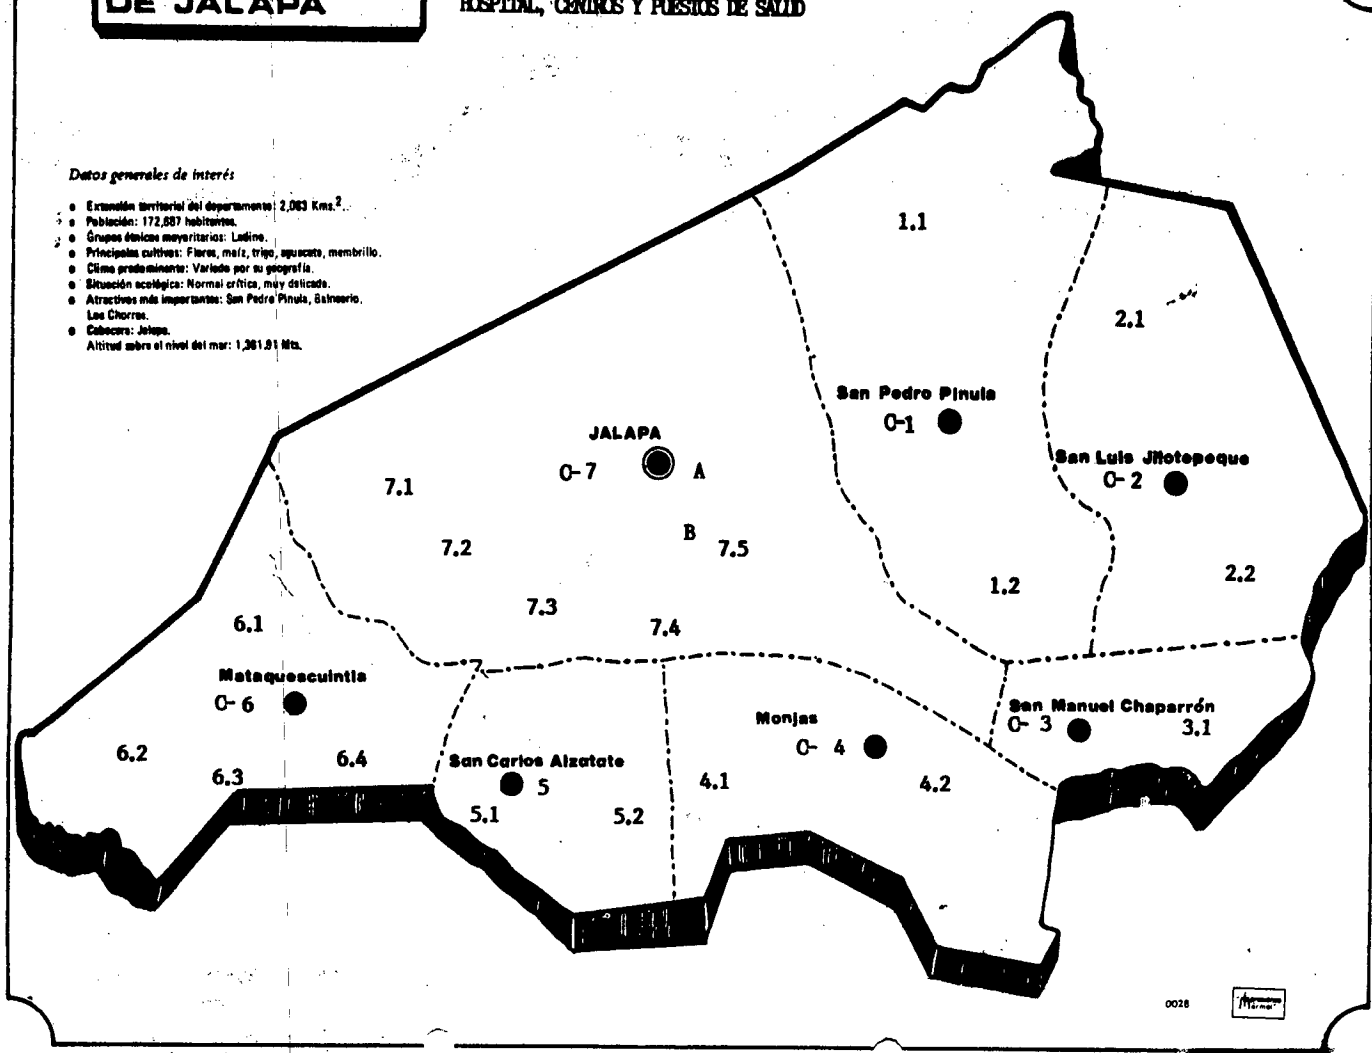 DE JALAPA
HOSPITAL, CENTROS Y PUESTOS DE SALUD
Datos generales de interés
Extensión territorial del departamento: 2,063 Kms.2
Población: 172,687 habitantes.
Grupos étnicos mayoritarios: Ladino.
Principales cultivos: Flores, maíz, trigo, aguacate, membrillo.
Clima predominante: Variado por su geografía.
Situación ecológica: Normal crítica, muy delicada.
Atractivos más importantes: San Pedro Pinula, Balneario,
Los Chorros.
Cabecera: Jalapa.
Altitud sobre el nivel del mar: 1,361.91 Mts.
1.1
2.1
San Pedro Pinula
C-1
JALAPA
C-7
A
San Luis Jilotepeque
C-2
7.1
B
7.2
7.5
2.2
1.2
7.3
6.1
7.4
Mataquescuintla
C-6
San Manuel Chaparrón
C-3
3.1
Monjas
C-4
6.2
6.3
6.4
San Carlos Alzatate
5
4.1
4.2
5.1
5.2
0028